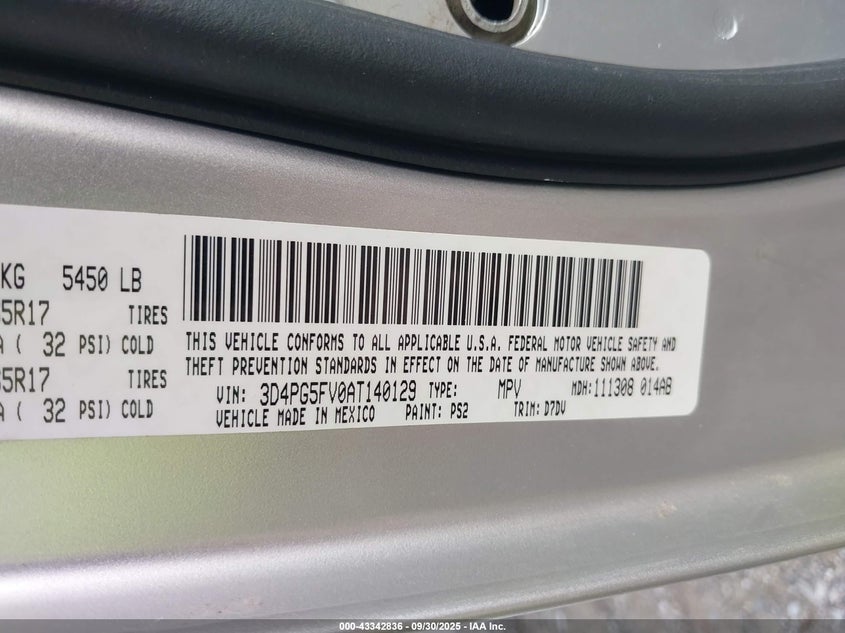 KG 5450 LB
5R17 TIRES
( 32 PSI) COLD
5R17 TIRES
( 32 PSI) COLD
THIS VEHICLE CONFORMS TO ALL APPLICABLE U.S.A. FEDERAL MOTOR VEHICLE SAFETY AND
THEFT PREVENTION STANDARDS IN EFFECT ON THE DATE OF MANUFACTURE SHOWN ABOVE.
VIN: 3D4PG5FV0AT140129 TYPE: MPV MDH:111308 014AB
VEHICLE MADE IN MEXICO PAINT: PS2 TRIM: D7DV
000-43342836 - 09/30/2025 - IAA Inc.